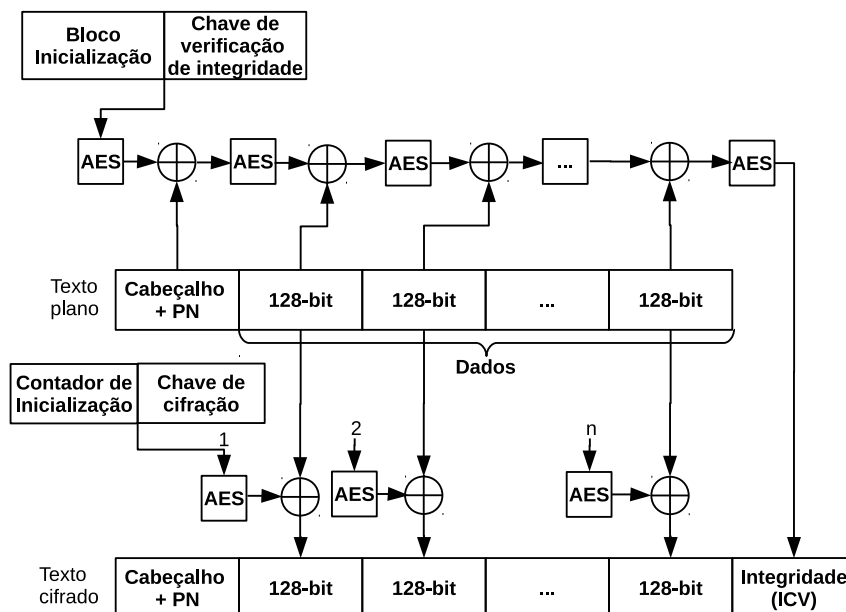 Bloco
Inicialização
Chave de
verificação
de integridade
AES
AES
AES
...
AES
Texto
plano
Cabeçalho
+ PN
128-bit
128-bit
...
128-bit
Dados
Contador de
Inicialização
Chave de
cifração
1
2
n
AES
AES
AES
Texto
cifrado
Cabeçalho
+ PN
128-bit
128-bit
...
128-bit
Integridade
(ICV)